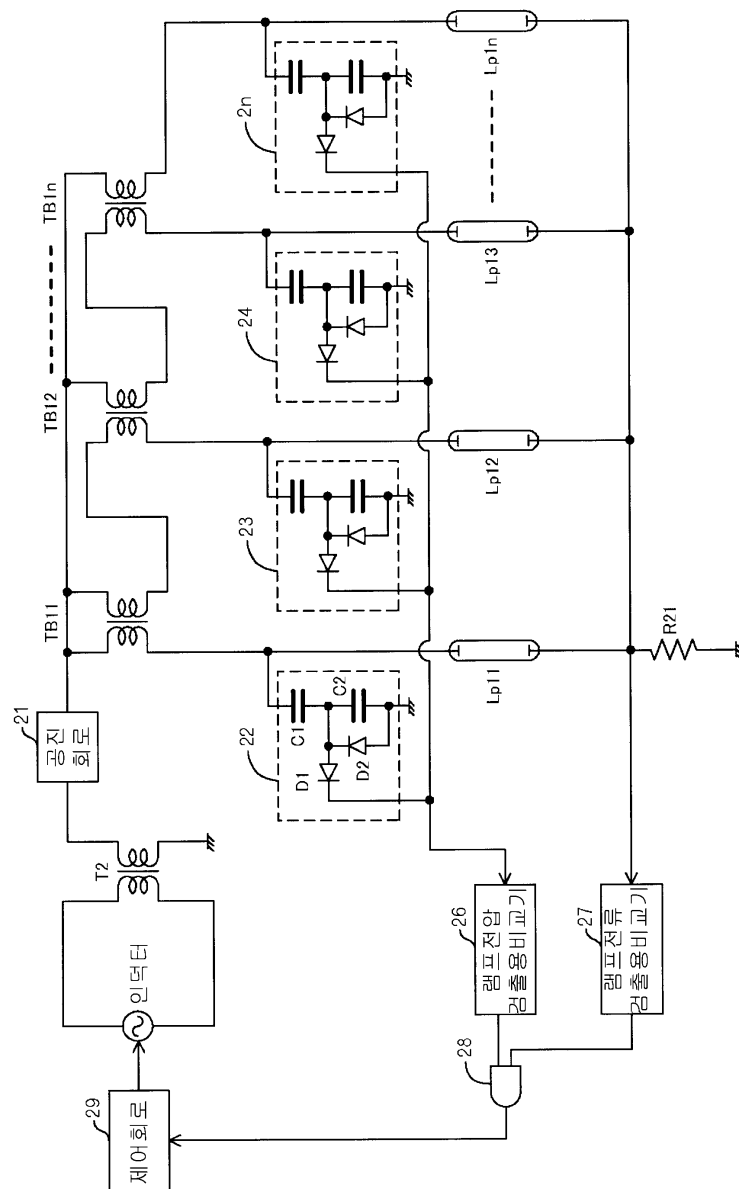 29
제어회로
인덕터
T2
21
공진
회로
TB11
TB12
TB1n
22
D1
C1
D2
C2
23
24
2n
28
26
램프전압
검출용비교기
27
램프전류
검출용비교기
Lp11
Lp12
Lp13
Lp1n
R21